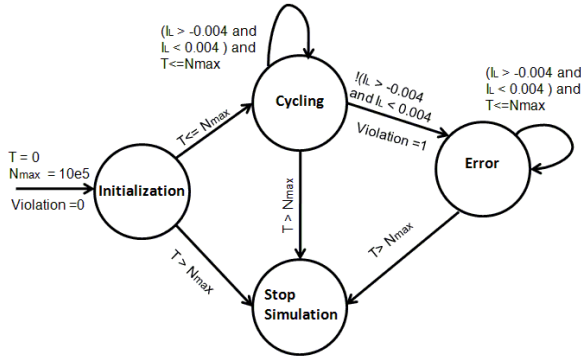 (IL > -0.004 and
IL < 0.004 ) and
T<=Nmax
Cycling
!(IL > -0.004
and IL < 0.004
Violation =1
(IL > -0.004 and
IL < 0.004 ) and
T<=Nmax
Error
T = 0
Nmax = 10e5
Violation =0
Initialization
T<= Nmax
T > Nmax
T > Nmax
T> Nmax
Stop
Simulation